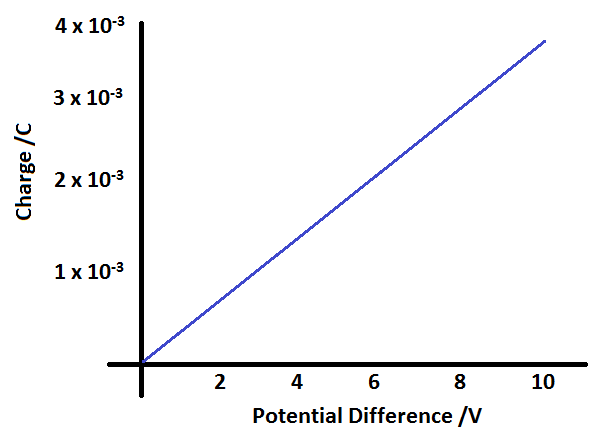 4 x 10⁻³
3 x 10⁻³
2 x 10⁻³
1 x 10⁻³
Charge /C
2 4 6 8 10
Potential Difference /V